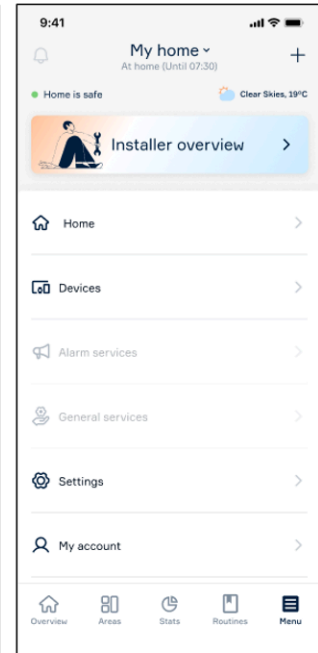 9:41
My home
At home (Until 07:30)
Home is safe
Clear Skies, 19°C
Installer overview
Home
Devices
Alarm services
General services
Settings
My account
Overview Areas Stats Routines Menu